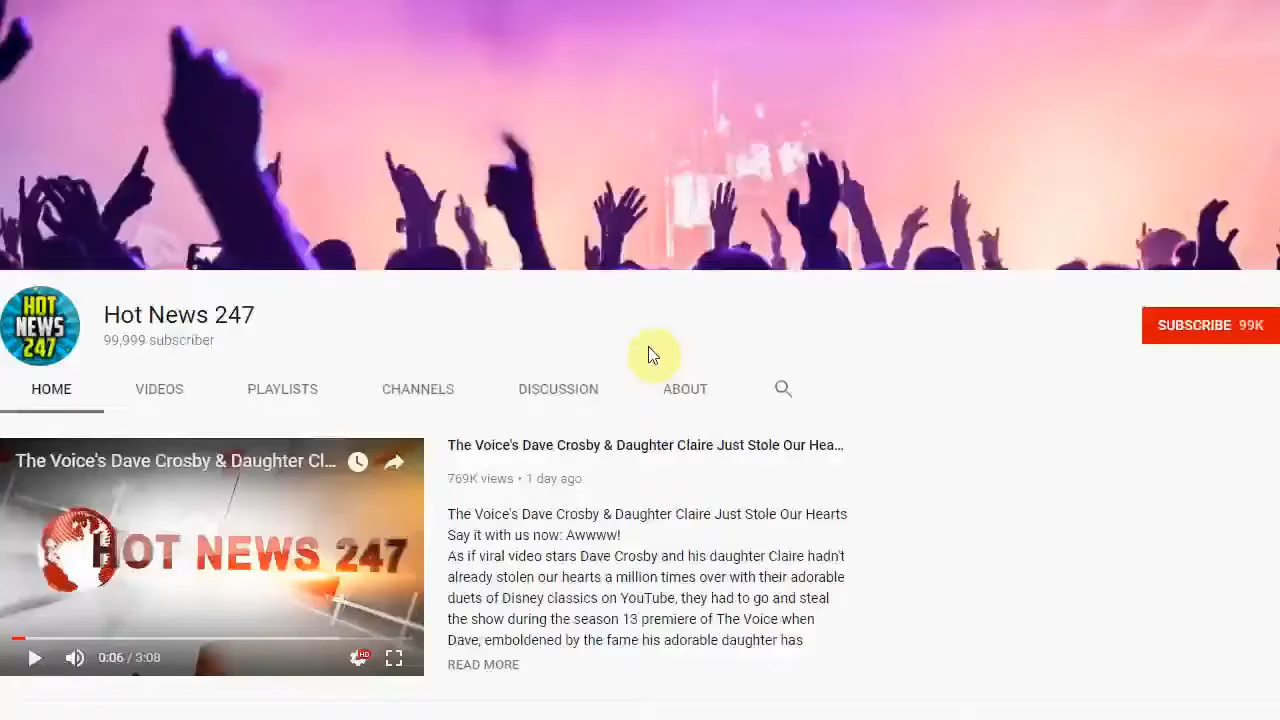 HOT
NEWS
247
Hot News 247
99,999 subscriber
SUBSCRIBE 99K
HOME VIDEOS PLAYLISTS CHANNELS DISCUSSION ABOUT
The Voice's Dave Crosby & Daughter Cl...
HOT NEWS 247
0:06 / 3:08
HD
The Voice's Dave Crosby & Daughter Claire Just Stole Our Hea...
769K views • 1 day ago
The Voice's Dave Crosby & Daughter Claire Just Stole Our Hearts
Say it with us now: Awwww!
As if viral video stars Dave Crosby and his daughter Claire hadn't
already stolen our hearts a million times over with their adorable
duets of Disney classics on YouTube, they had to go and steal
the show during the season 13 premiere of The Voice when
Dave, emboldened by the fame his adorable daughter has
READ MORE